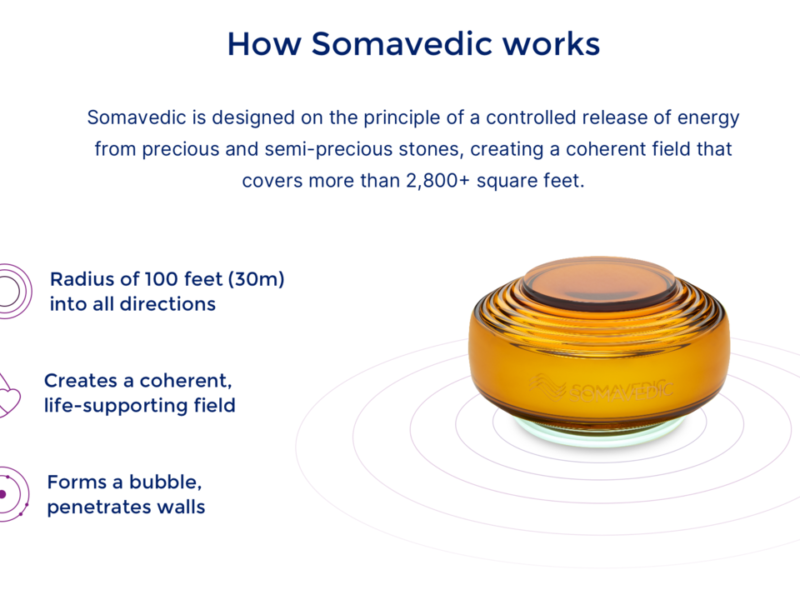 How Somavedic works
Somavedic is designed on the principle of a controlled release of energy
from precious and semi-precious stones, creating a coherent field that
covers more than 2,800+ square feet.
Radius of 100 feet (30m)
into all directions
Creates a coherent,
life-supporting field
Forms a bubble,
penetrates walls
SOMAVEDIC